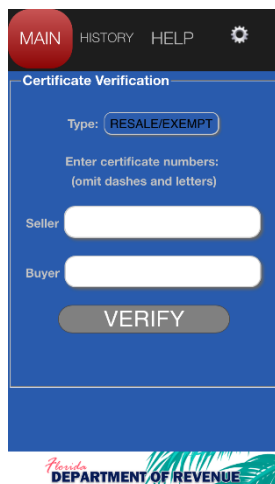 MAIN HISTORY HELP
Certificate Verification
Type: RESALE/EXEMPT
Enter certificate numbers:
(omit dashes and letters)
Seller
Buyer
VERIFY
Florida
DEPARTMENT OF REVENUE